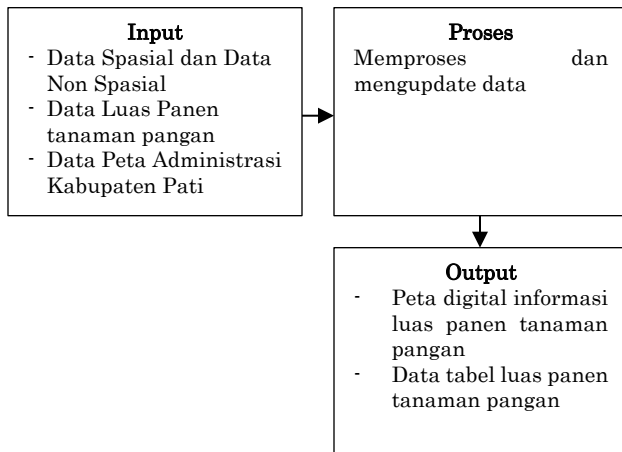 Input
- Data Spasial dan Data
Non Spasial
- Data Luas Panen
tanaman pangan
- Data Peta Administrasi
Kabupaten Pati
Proses
Memproses dan
mengupdate data
Output
- Peta digital informasi
luas panen tanaman
pangan
- Data tabel luas panen
tanaman pangan